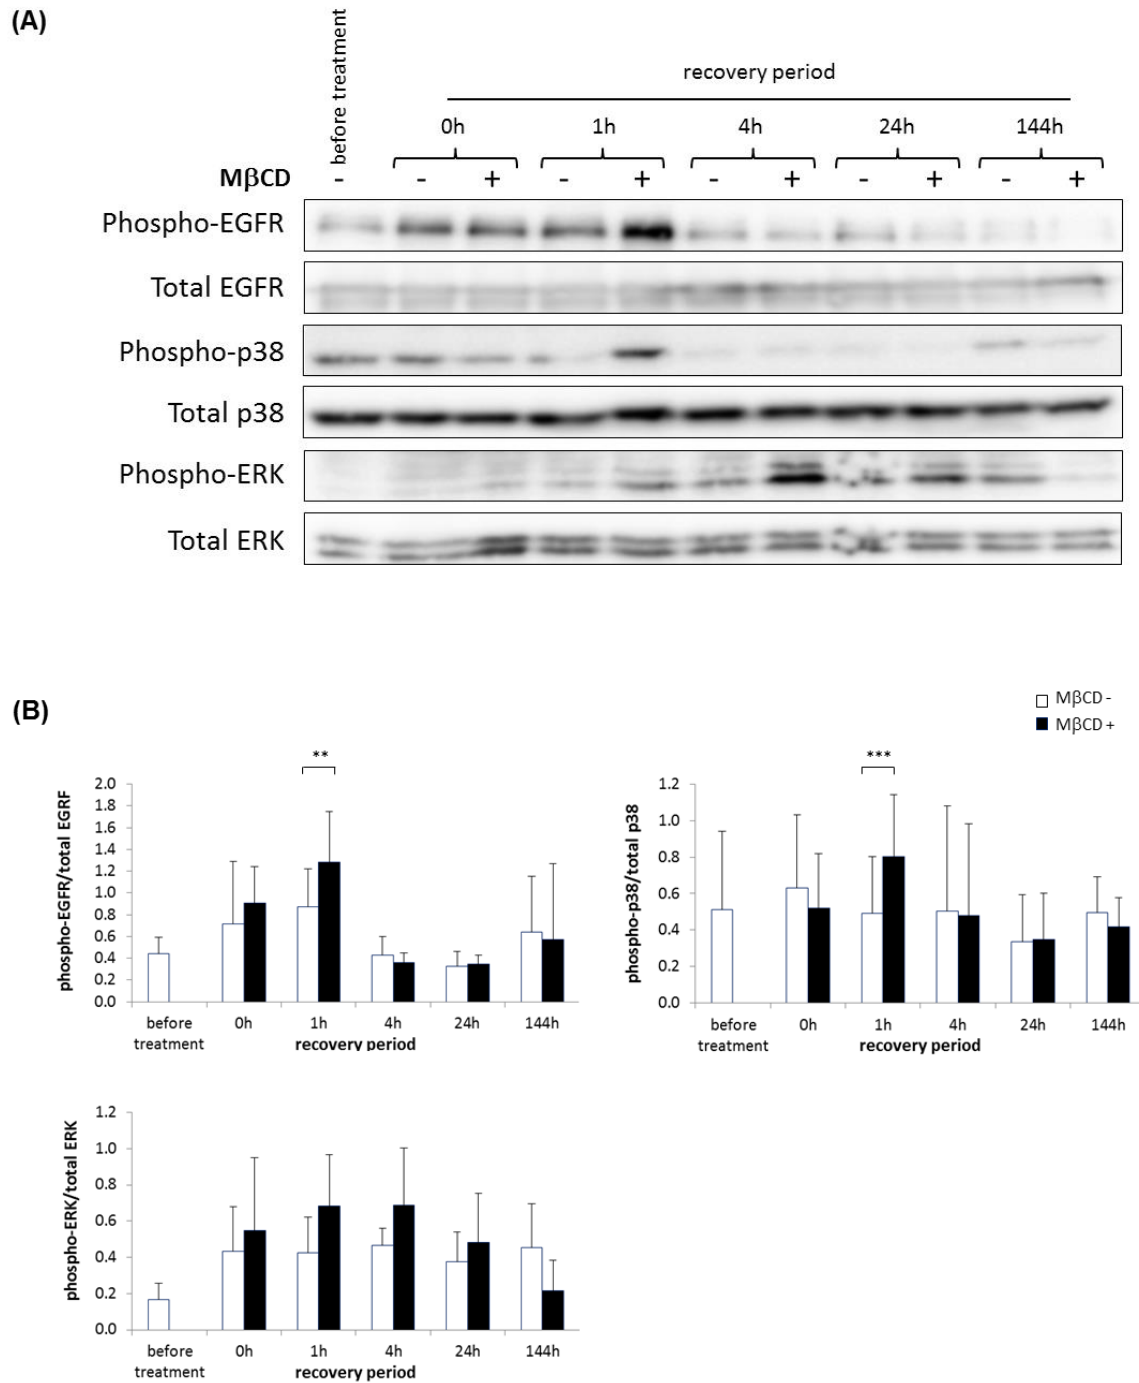 (A)
before treatment
recovery period
0h 1h 4h 24h 144h
MβCD - - + - + - + - + - +
Phospho-EGFR
Total EGFR
Phospho-p38
Total p38
Phospho-ERK
Total ERK
(B)
MβCD -
MβCD +
**
phospho-EGFR/total EGRF
2.0
1.8
1.6
1.4
1.2
1.0
0.8
0.6
0.4
0.2
0.0
before treatment 0h 1h 4h 24h 144h
recovery period
***
phospho-p38/total p38
1.2
1.0
0.8
0.6
0.4
0.2
0.0
before treatment 0h 1h 4h 24h 144h
recovery period
phospho-ERK/total ERK
1.2
1.0
0.8
0.6
0.4
0.2
0.0
before treatment 0h 1h 4h 24h 144h
recovery period